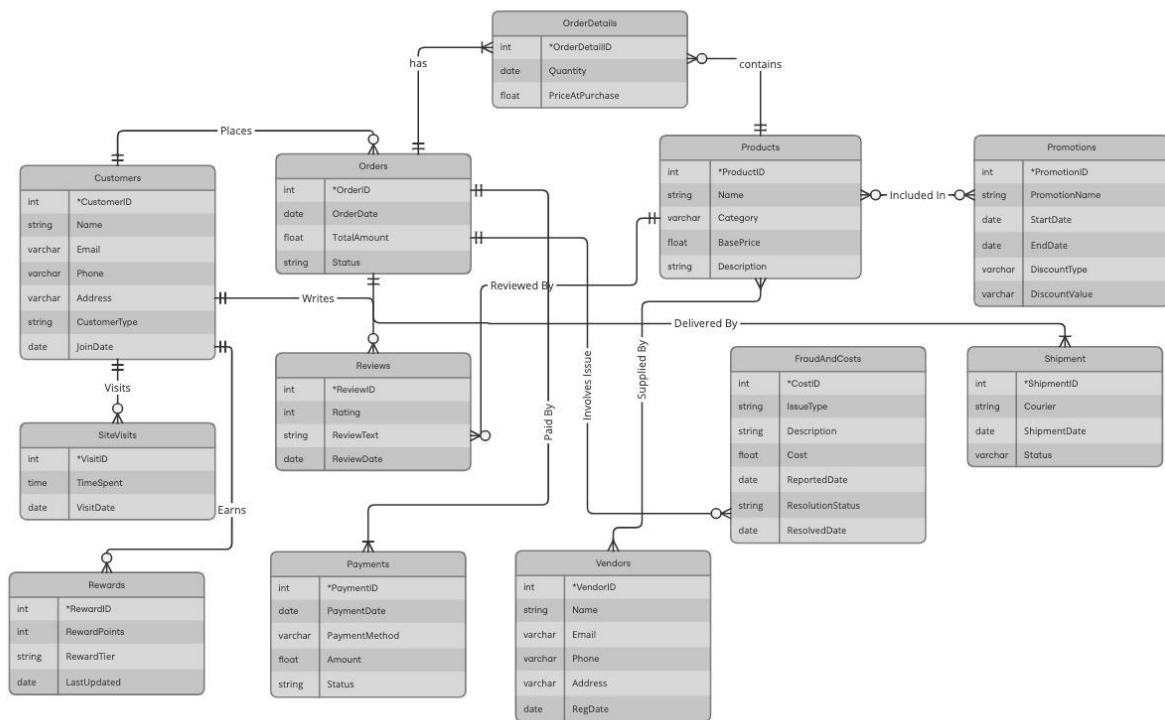 OrderDetails
int *OrderDetailID
date Quantity
float PriceAtPurchase
has
contains
Places
Customers
int *CustomerID
string Name
varchar Email
varchar Phone
varchar Address
string CustomerType
date JoinDate
Orders
int *OrderID
date OrderDate
float TotalAmount
string Status
Products
int *ProductID
string Name
varchar Category
float BasePrice
string Description
Included In
Promotions
int *PromotionID
string PromotionName
date StartDate
date EndDate
varchar DiscountType
varchar DiscountValue
Reviewed By
Writes
Delivered By
Visits
Involves Issue
Supplied By
Paid By
Earns
Reviews
int *ReviewID
int Rating
string ReviewText
date ReviewDate
FraudAndCosts
int *CostID
string IssueType
string Description
float Cost
date ReportedDate
string ResolutionStatus
date ResolvedDate
Shipment
int *ShipmentID
string Courier
date ShipmentDate
varchar Status
SiteVisits
int *VisitID
time TimeSpent
date VisitDate
Rewards
int *RewardID
int RewardPoints
string RewardTier
date LastUpdated
Payments
int *PaymentID
date PaymentDate
varchar PaymentMethod
float Amount
string Status
Vendors
int *VendorID
string Name
varchar Email
varchar Phone
varchar Address
date RegDate